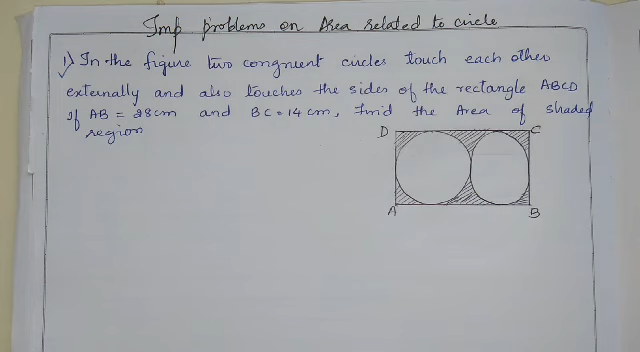 Imp problems on Area related to circle
1) In the figure two congruent circles touch each other
externally and also touches the sides of the rectangle ABCD
If AB = 28cm and BC = 14 cm, find the Area of shaded
region
D C
A B